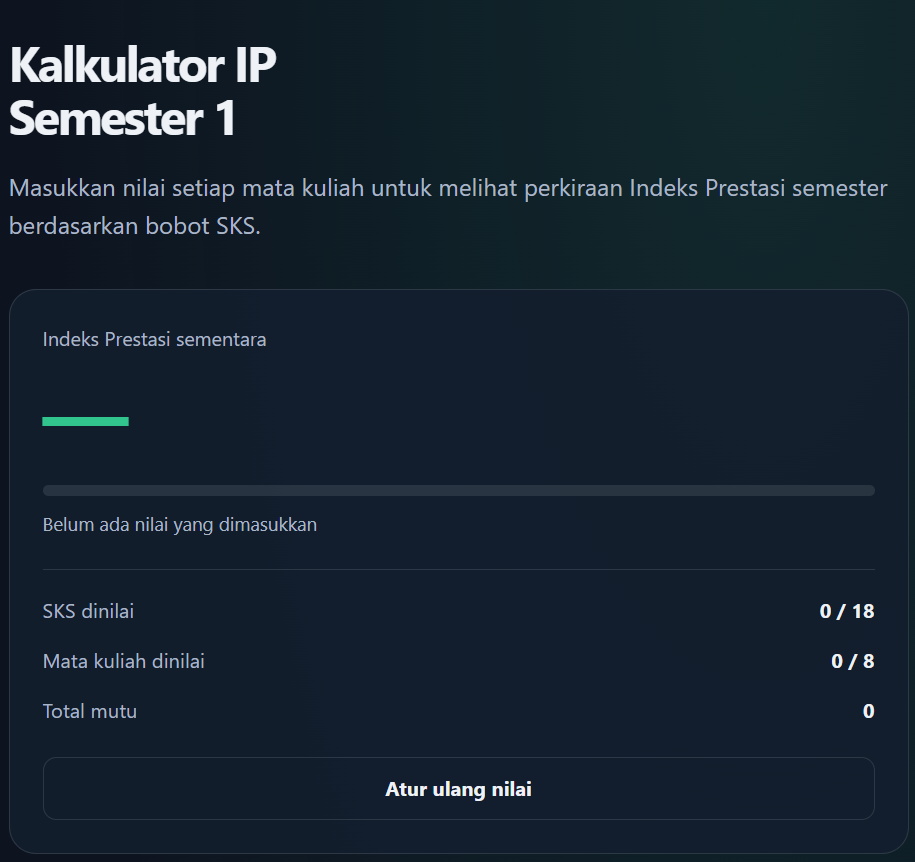 Kalkulator IP
Semester 1
Masukkan nilai setiap mata kuliah untuk melihat perkiraan Indeks Prestasi semester
berdasarkan bobot SKS.
Indeks Prestasi sementara
—
Belum ada nilai yang dimasukkan
SKS dinilai 0 / 18
Mata kuliah dinilai 0 / 8
Total mutu 0
Atur ulang nilai